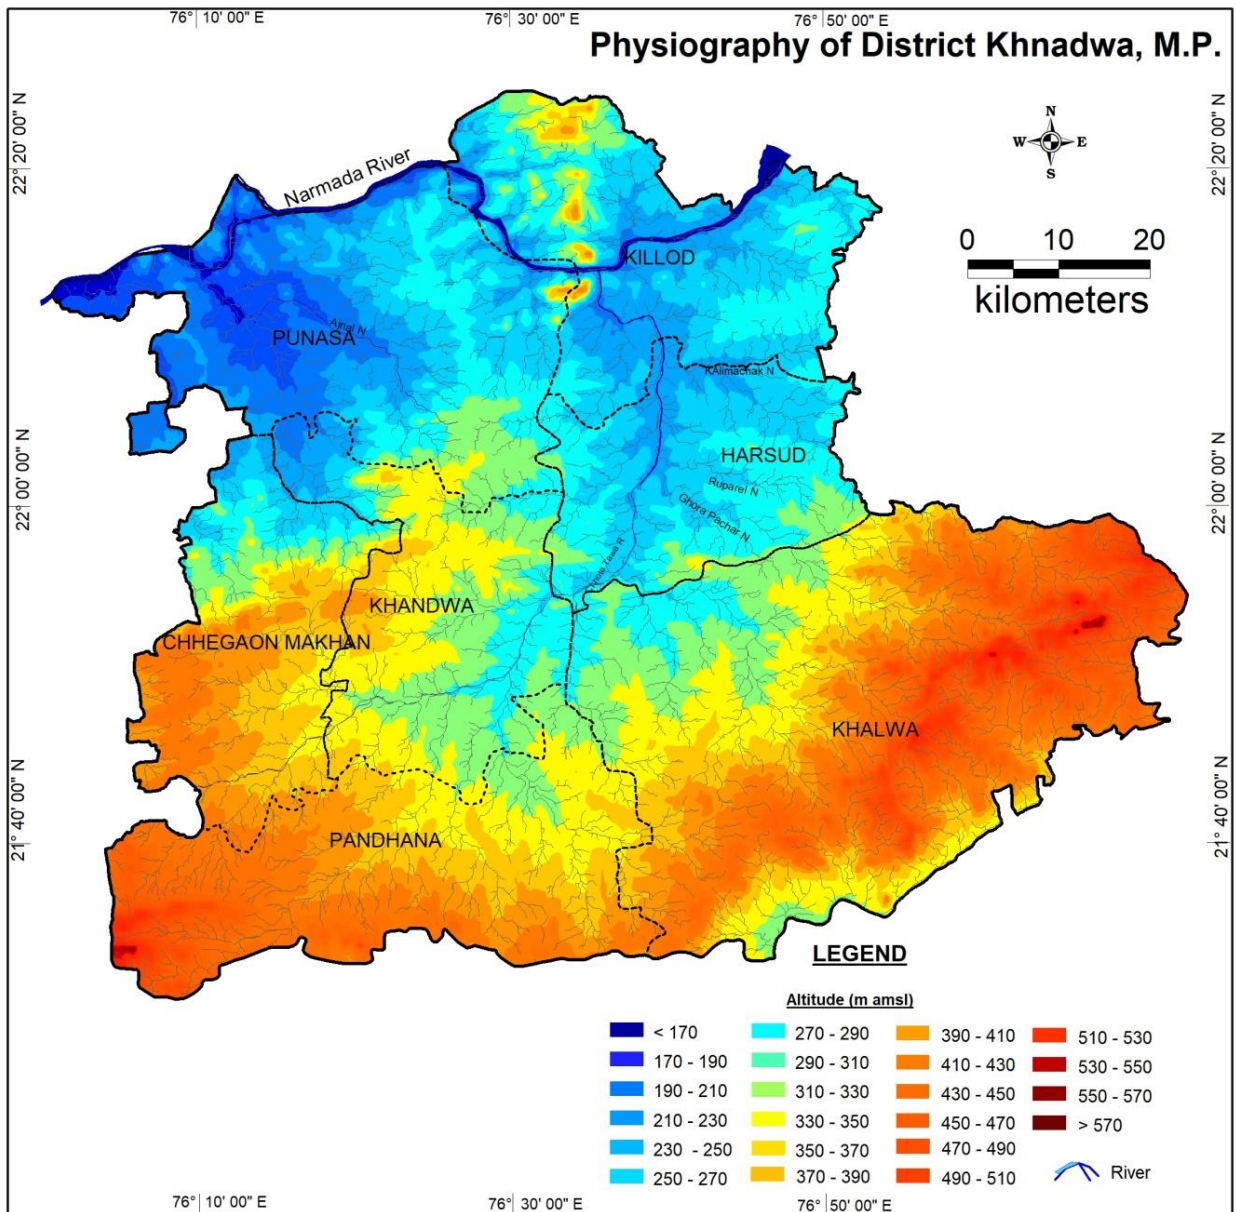 76° 10' 00" E
76° 30' 00" E
76° 50' 00" E
Physiography of District Khnadwa, M.P.
22° 20' 00" N
22° 20' 00" N
N
W E
S
Narmada River
KILLOD
0 10 20
kilometers
Ajnal N
PUNASA
KAlimachak N
HARSUD
Ruparel N
Ghora Pachar N
22° 00' 00" N
22° 00' 00" N
Tawa R
KHANDWA
CHHEGAON MAKHAN
KHALWA
PANDHANA
21° 40' 00" N
21° 40' 00" N
LEGEND
Altitude (m amsl)
< 170
170 - 190
190 - 210
210 - 230
230 - 250
250 - 270
270 - 290
290 - 310
310 - 330
330 - 350
350 - 370
370 - 390
390 - 410
410 - 430
430 - 450
450 - 470
470 - 490
490 - 510
510 - 530
530 - 550
550 - 570
> 570
River
76° 10' 00" E
76° 30' 00" E
76° 50' 00" E